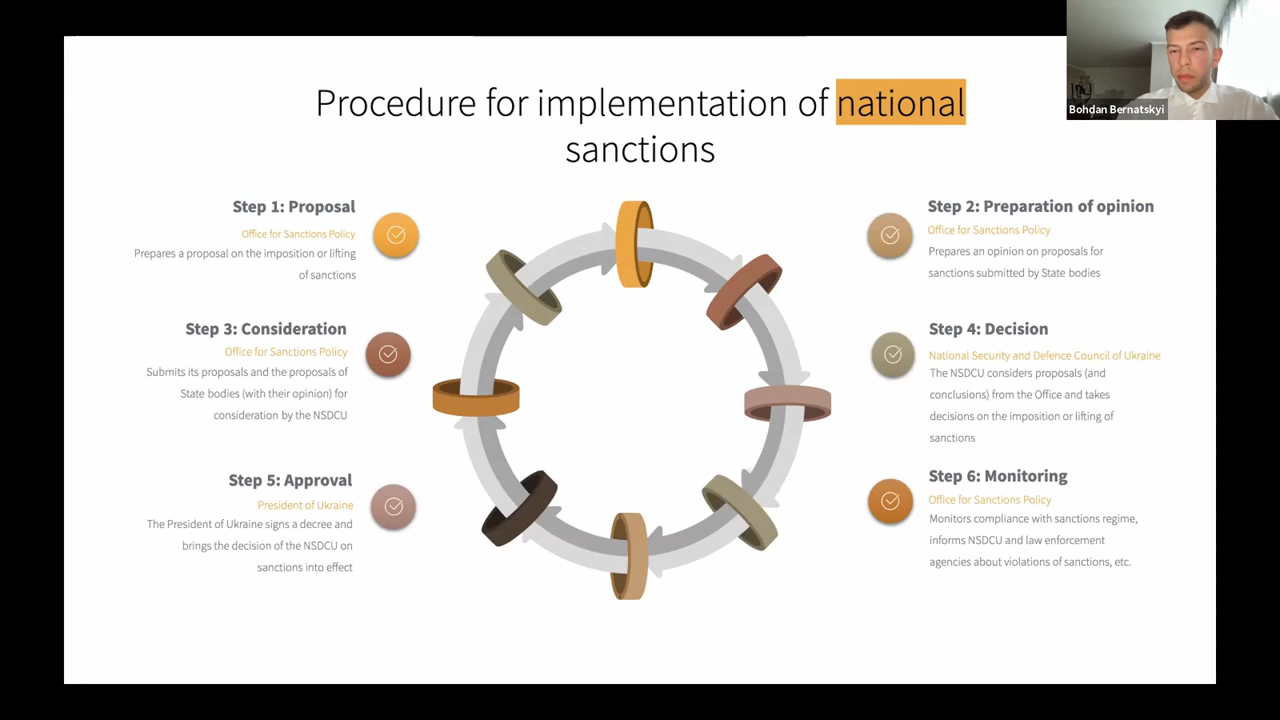 Procedure for implementation of national
sanctions
Bohdan Bernatskyi
Step 1: Proposal
Office for Sanctions Policy
Prepares a proposal on the imposition or lifting
of sanctions
Step 2: Preparation of opinion
Office for Sanctions Policy
Prepares an opinion on proposals for
sanctions submitted by State bodies
Step 3: Consideration
Office for Sanctions Policy
Submits its proposals and the proposals of
State bodies (with their opinion) for
consideration by the NSDCU
Step 4: Decision
National Security and Defence Council of Ukraine
The NSDCU considers proposals (and
conclusions) from the Office and takes
decisions on the imposition or lifting of
sanctions
Step 5: Approval
President of Ukraine
The President of Ukraine signs a decree and
brings the decision of the NSDCU on
sanctions into effect
Step 6: Monitoring
Office for Sanctions Policy
Monitors compliance with sanctions regime,
informs NSDCU and law enforcement
agencies about violations of sanctions, etc.